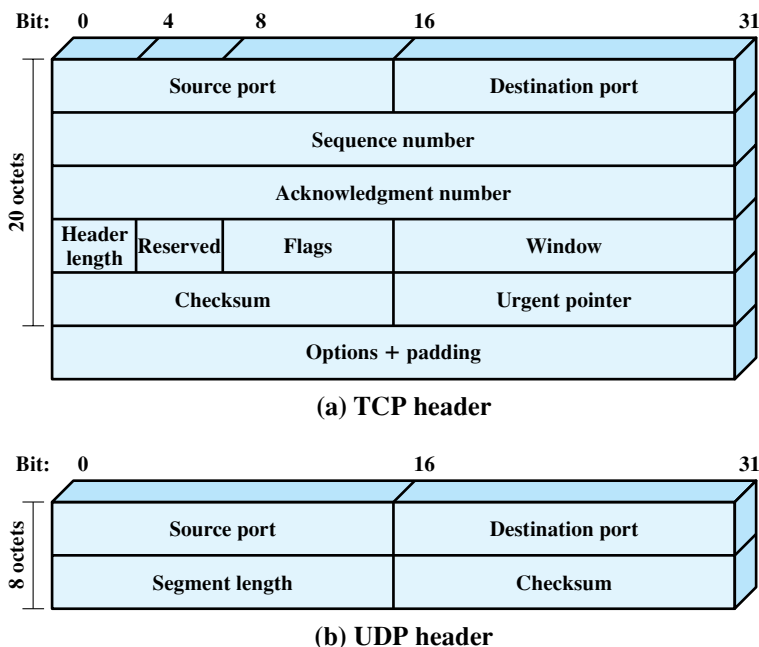 Bit: 0 4 8 16 31
Source port Destination port
Sequence number
20 octets
Acknowledgment number
Header length Reserved Flags Window
Checksum Urgent pointer
Options + padding
(a) TCP header
Bit: 0 16 31
Source port Destination port
8 octets
Segment length Checksum
(b) UDP header